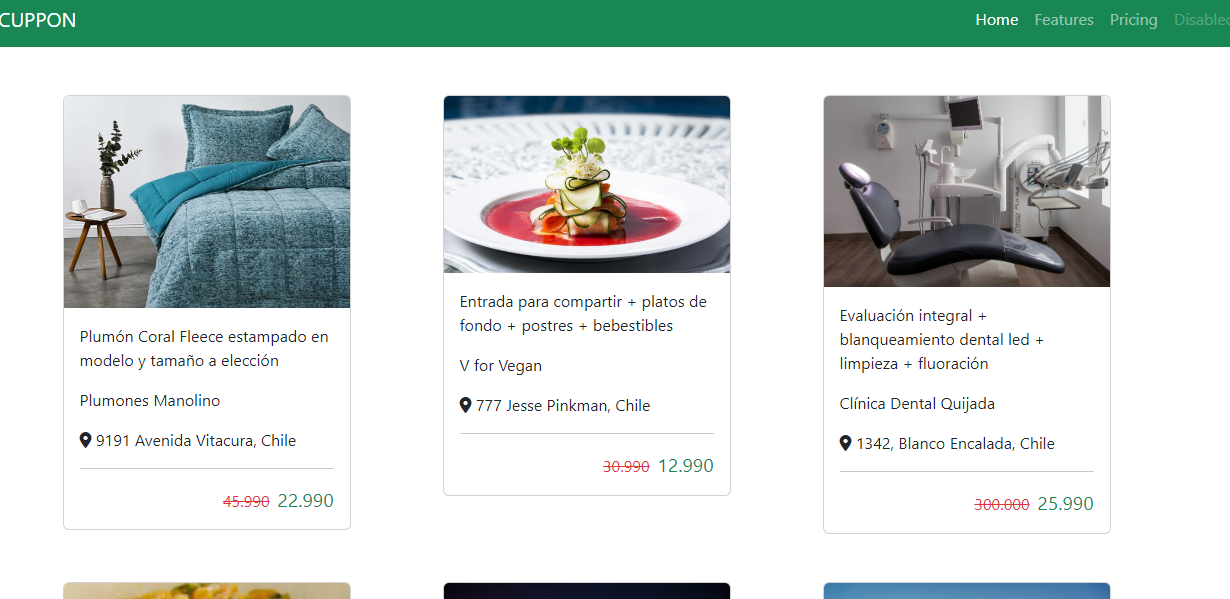 CUPPON
Home Features Pricing Disabled
Plumón Coral Fleece estampado en
modelo y tamaño a elección
Plumones Manolino
9191 Avenida Vitacura, Chile
45.990 22.990
Entrada para compartir + platos de
fondo + postres + bebestibles
V for Vegan
777 Jesse Pinkman, Chile
30.990 12.990
Evaluación integral +
blanqueamiento dental led +
limpieza + fluoración
Clínica Dental Quijada
1342, Blanco Encalada, Chile
300.000 25.990